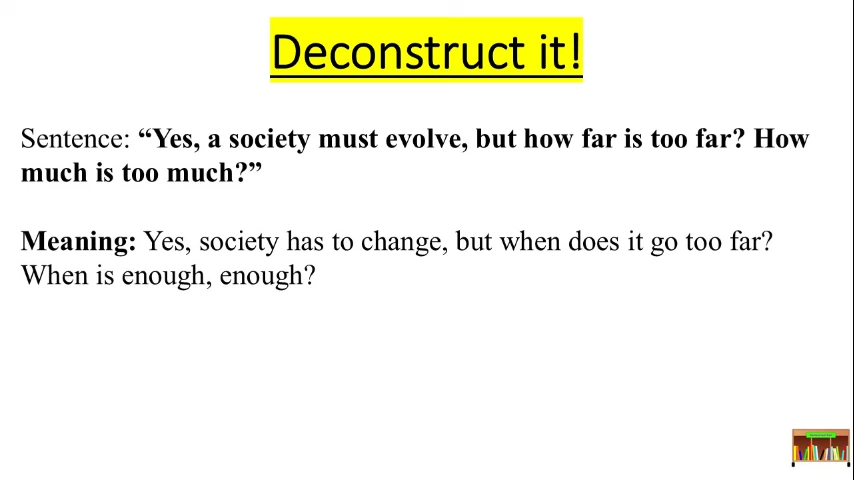 Deconstruct it!
Sentence: “Yes, a society must evolve, but how far is too far? How
much is too much?”
Meaning: Yes, society has to change, but when does it go too far?
When is enough, enough?